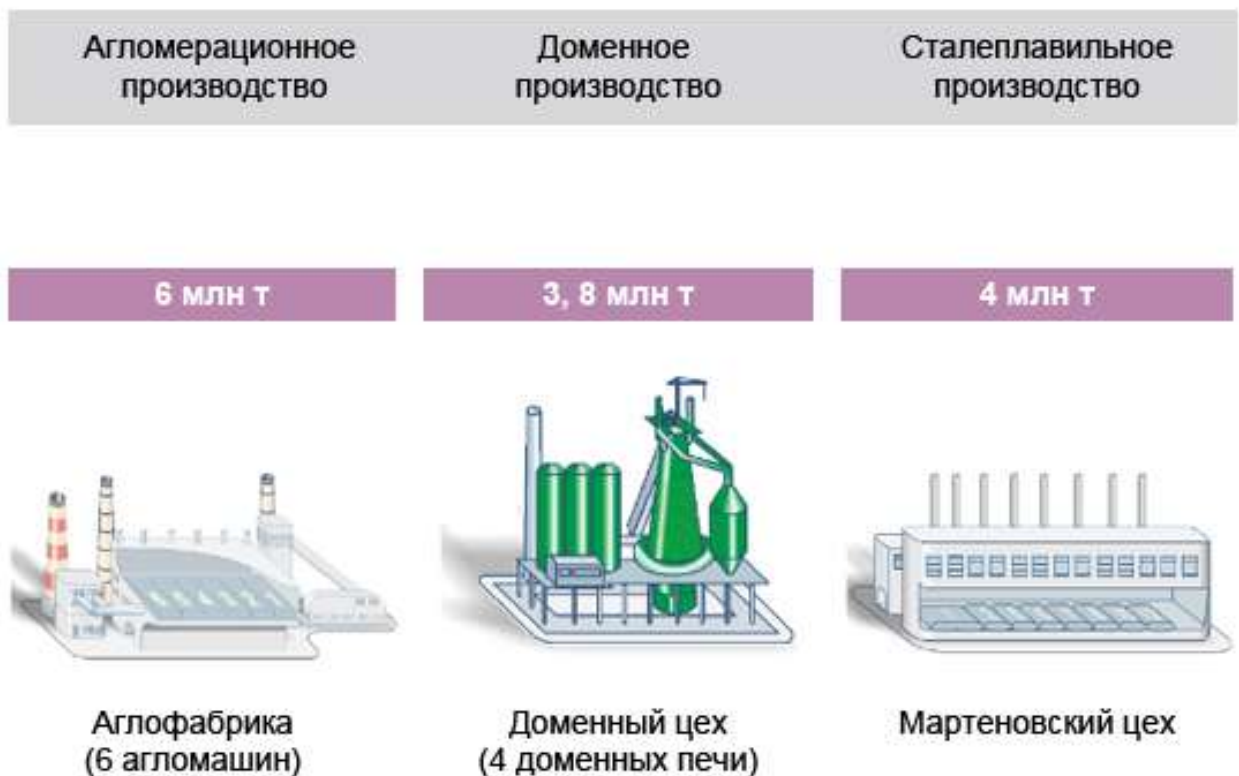 Агломерационное
производство
Доменное
производство
Сталеплавильное
производство
6 млн т
3, 8 млн т
4 млн т
Аглофабрика
(6 агломашин)
Доменный цех
(4 доменных печи)
Мартеновский цех